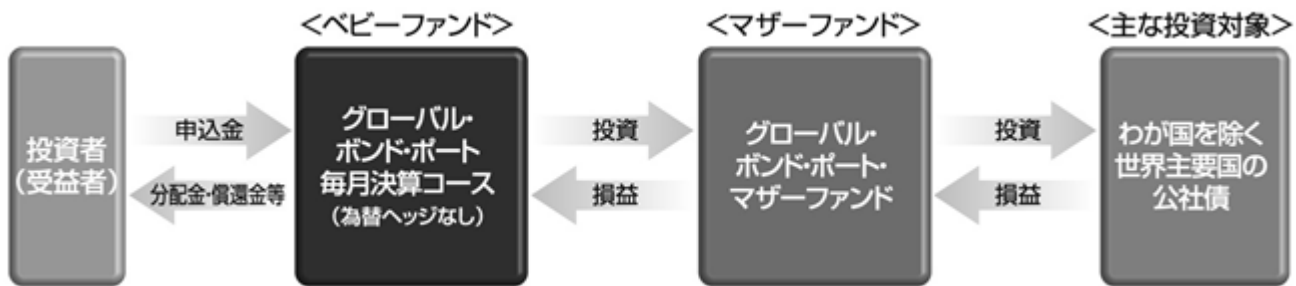 <ベビーファンド>
<マザーファンド>
<主な投資対象>
投資者
(受益者)
申込金
分配金・償還金等
グローバル・
ボンド・ポート
毎月決算コース
(為替ヘッジなし)
投資
損益
グローバル・
ボンド・ポート・
マザーファンド
投資
損益
わが国を除く
世界主要国の
公社債